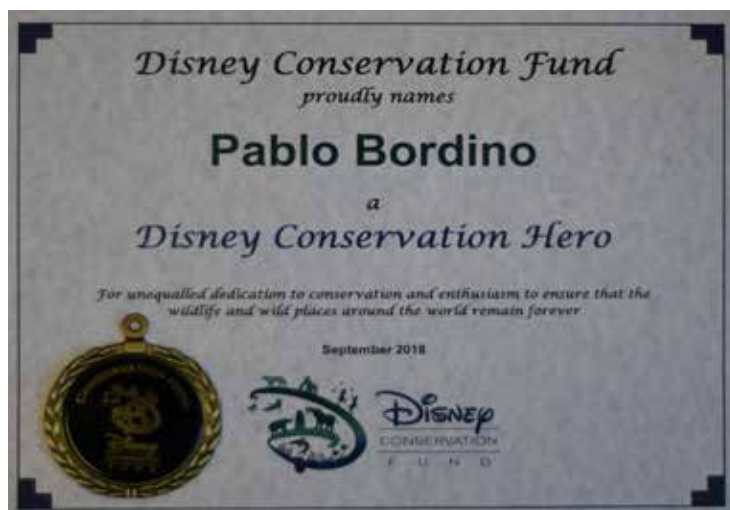 Disney Conservation Fund
proudly names
Pablo Bordino
a
Disney Conservation Hero
For unequalled dedication to conservation and enthusiasm to ensure that the
wildlife and wild places around the world remain forever
September 2018
Disney
CONSERVATION
FUND